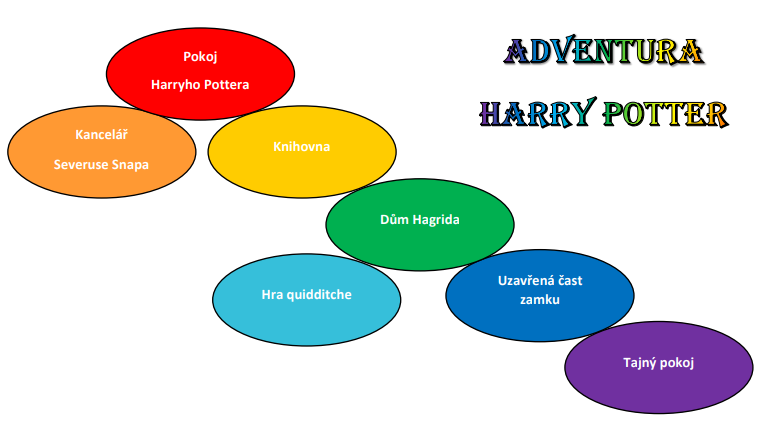 ADVENTURA
HARRY POTTER
Pokoj
Harryho Pottera
Kancelář
Severuse Snapa
Knihovna
Dům Hagrida
Hra quidditche
Uzavřená čast
zamku
Tajný pokoj